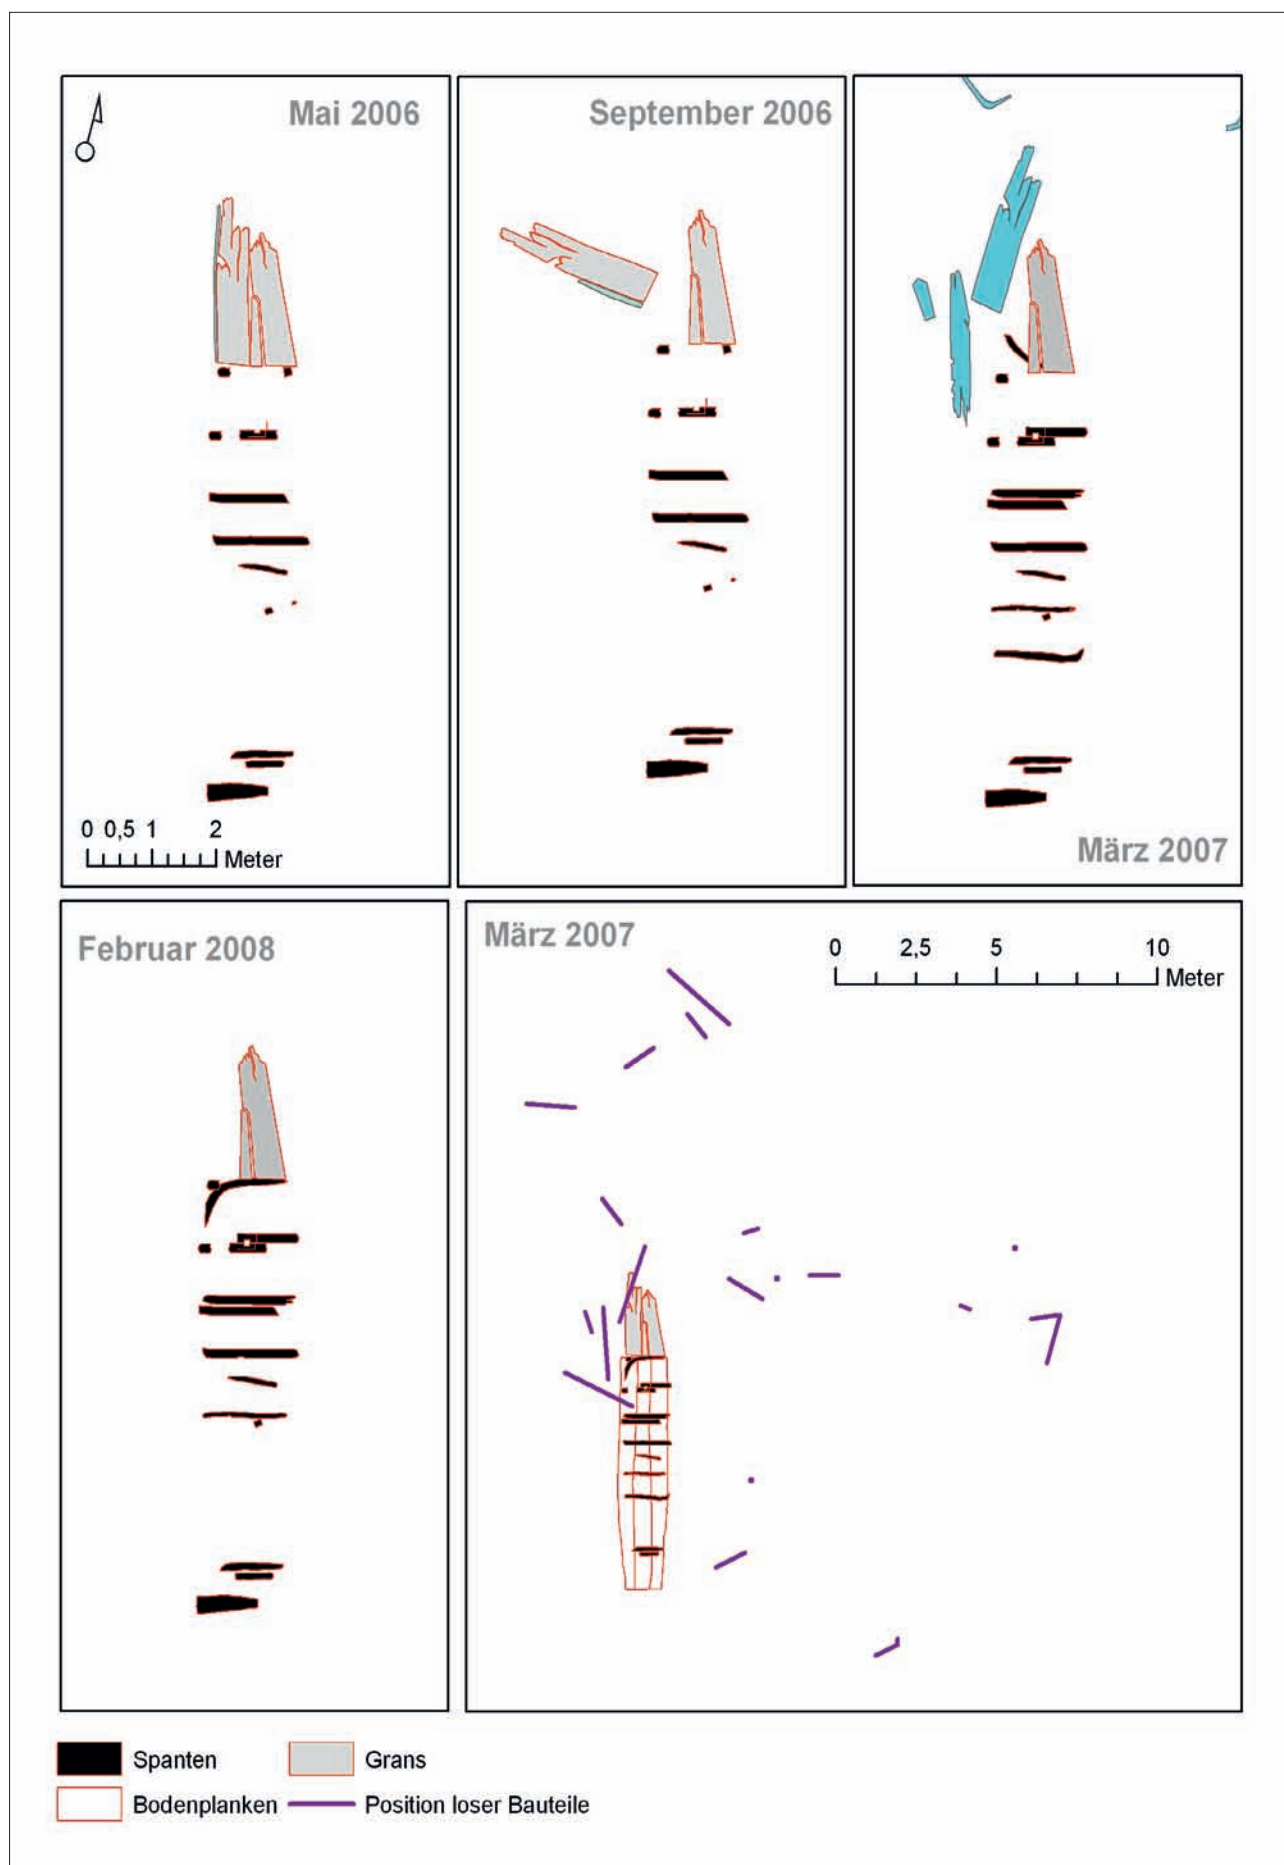 Mai 2006
September 2006
0 0,5 1 2
Meter
März 2007
Februar 2008
März 2007
0 2,5 5 10
Meter
Spanten
Grans
Bodenplanken
Position loser Bauteile